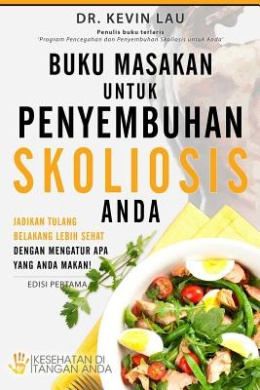 DR. KEVIN LAU
Penulis buku terlaris
'Program Pencegahan dan Penyembuhan Skoliosis untuk Anda'
BUKU MASAKAN
UNTUK
PENYEMBUHAN
SKOLIOSIS
ANDA
JADIKAN TULANG
BELAKANG LEBIH SEHAT
DENGAN MENGATUR APA
YANG ANDA MAKAN!
EDISI PERTAMA
KESEHATAN DI
TANGAN ANDA